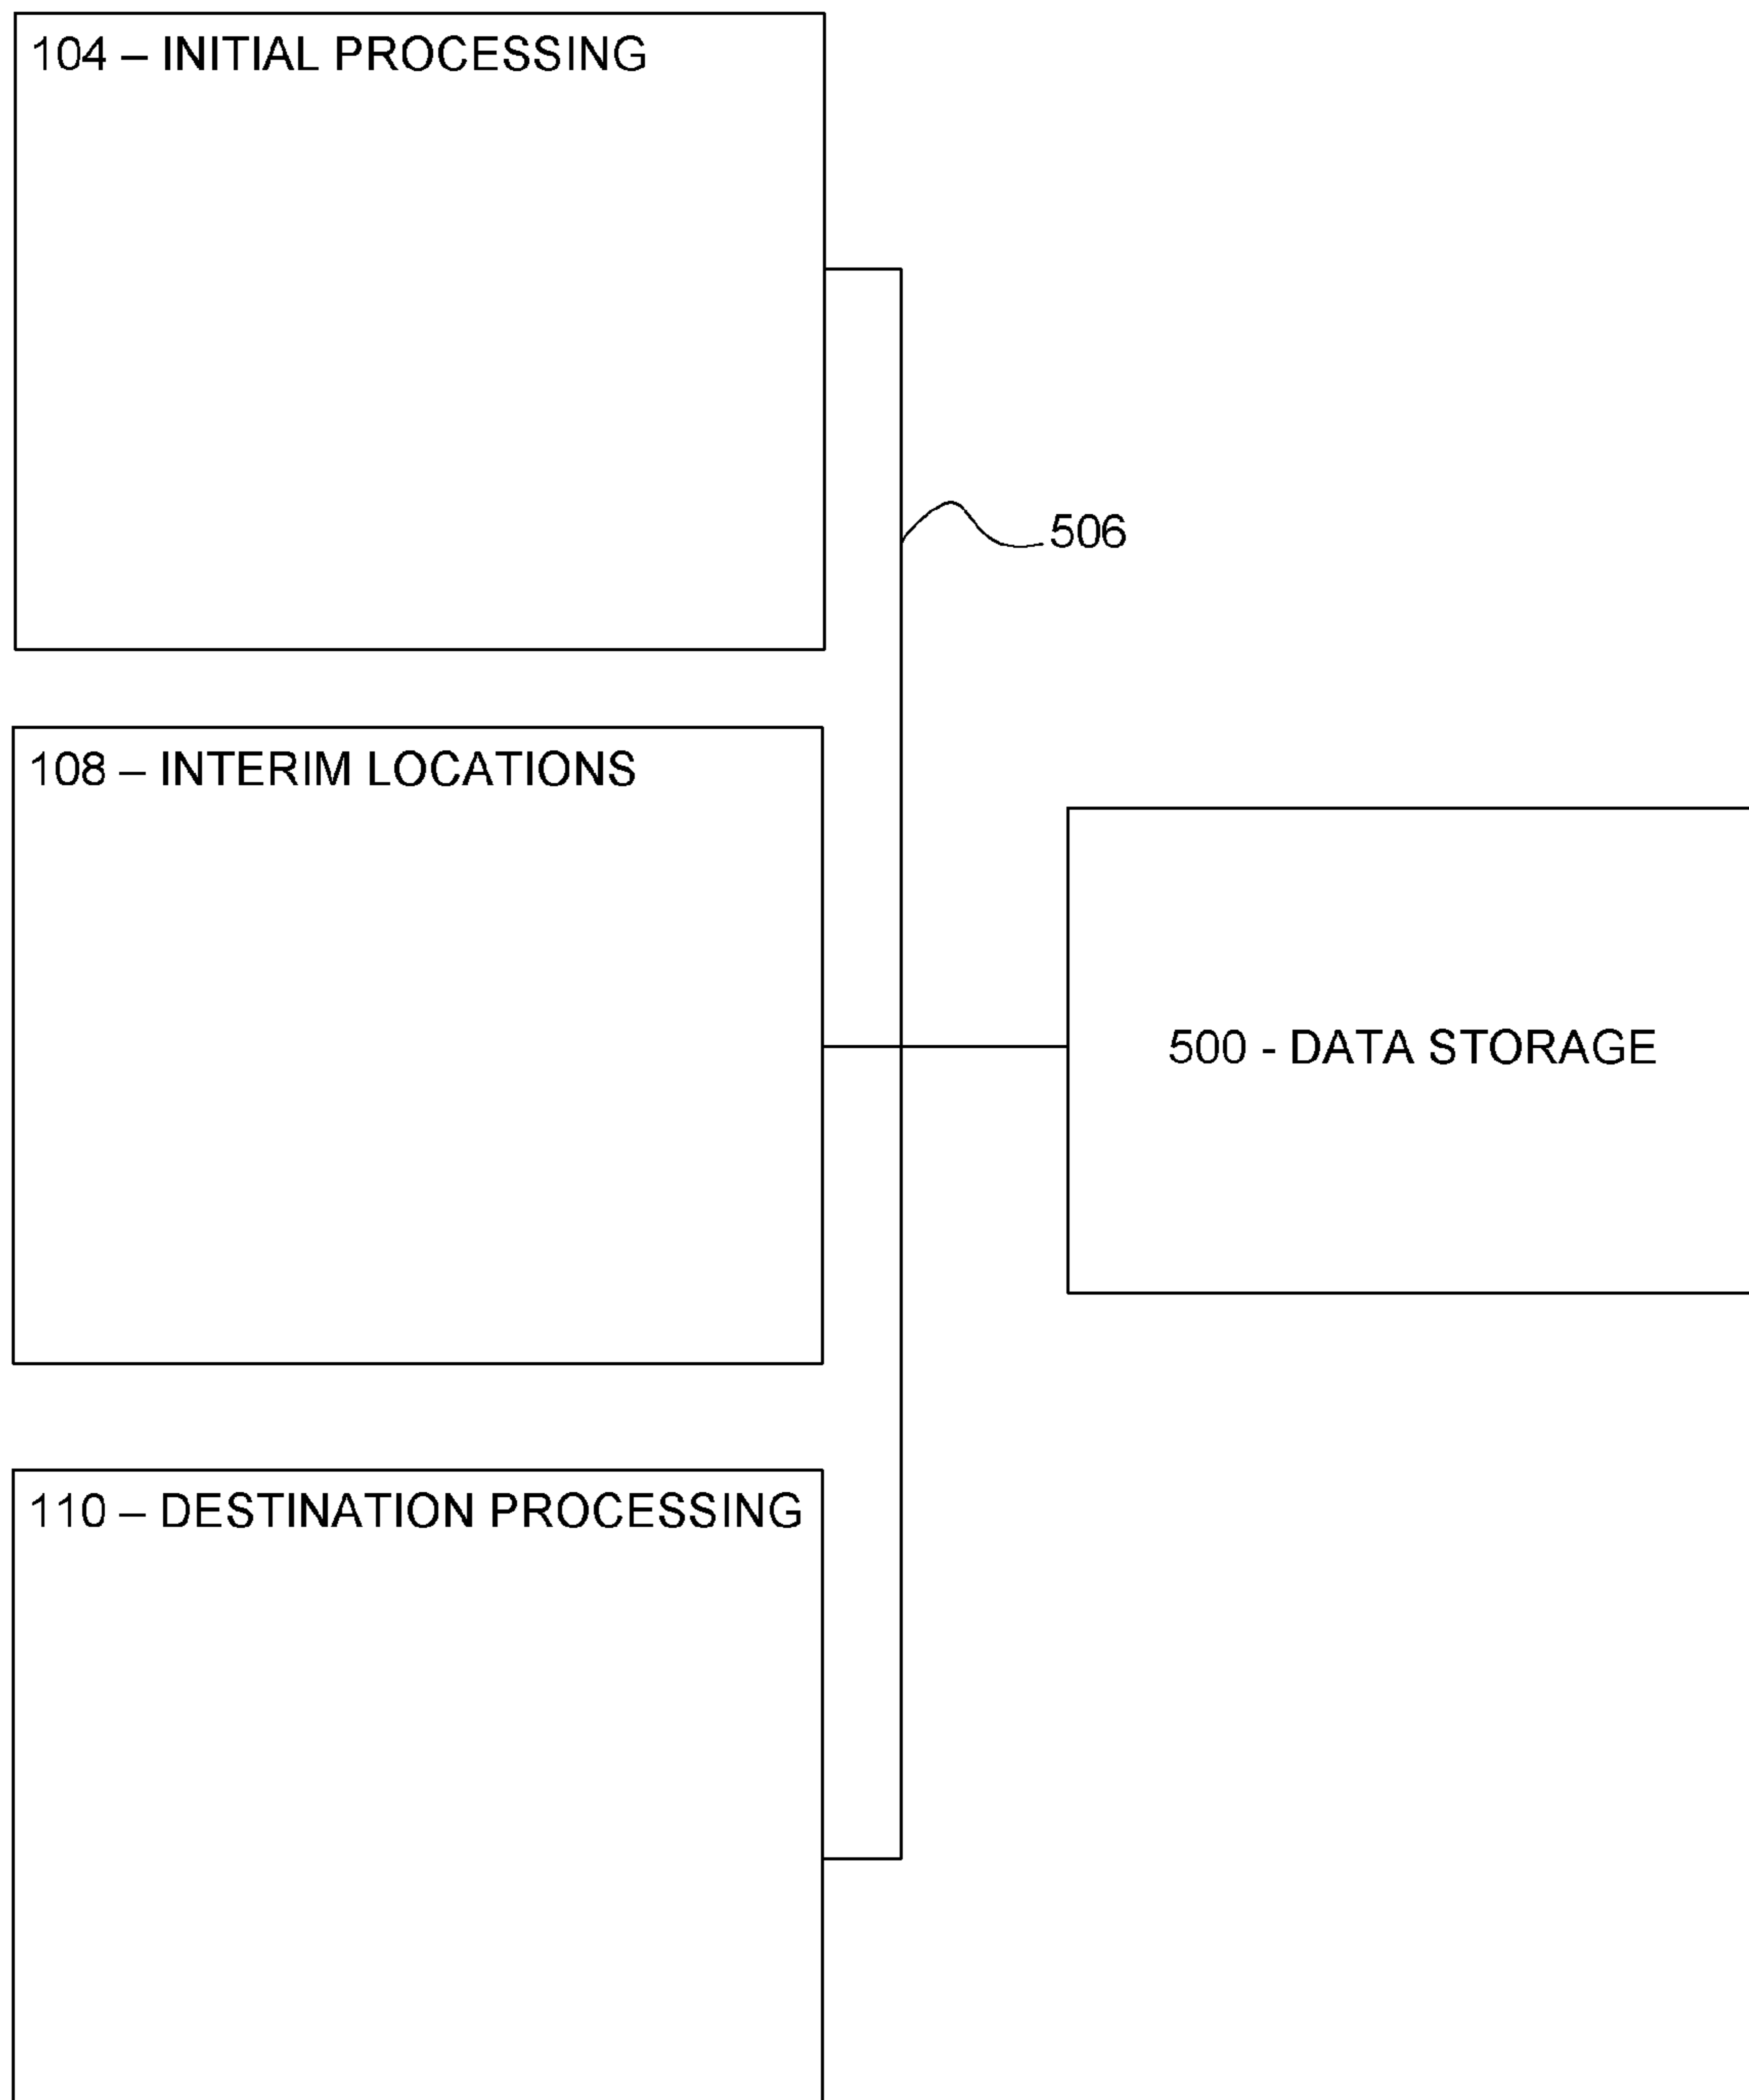 104 – INITIAL PROCESSING
506
108 – INTERIM LOCATIONS
500 - DATA STORAGE
110 – DESTINATION PROCESSING